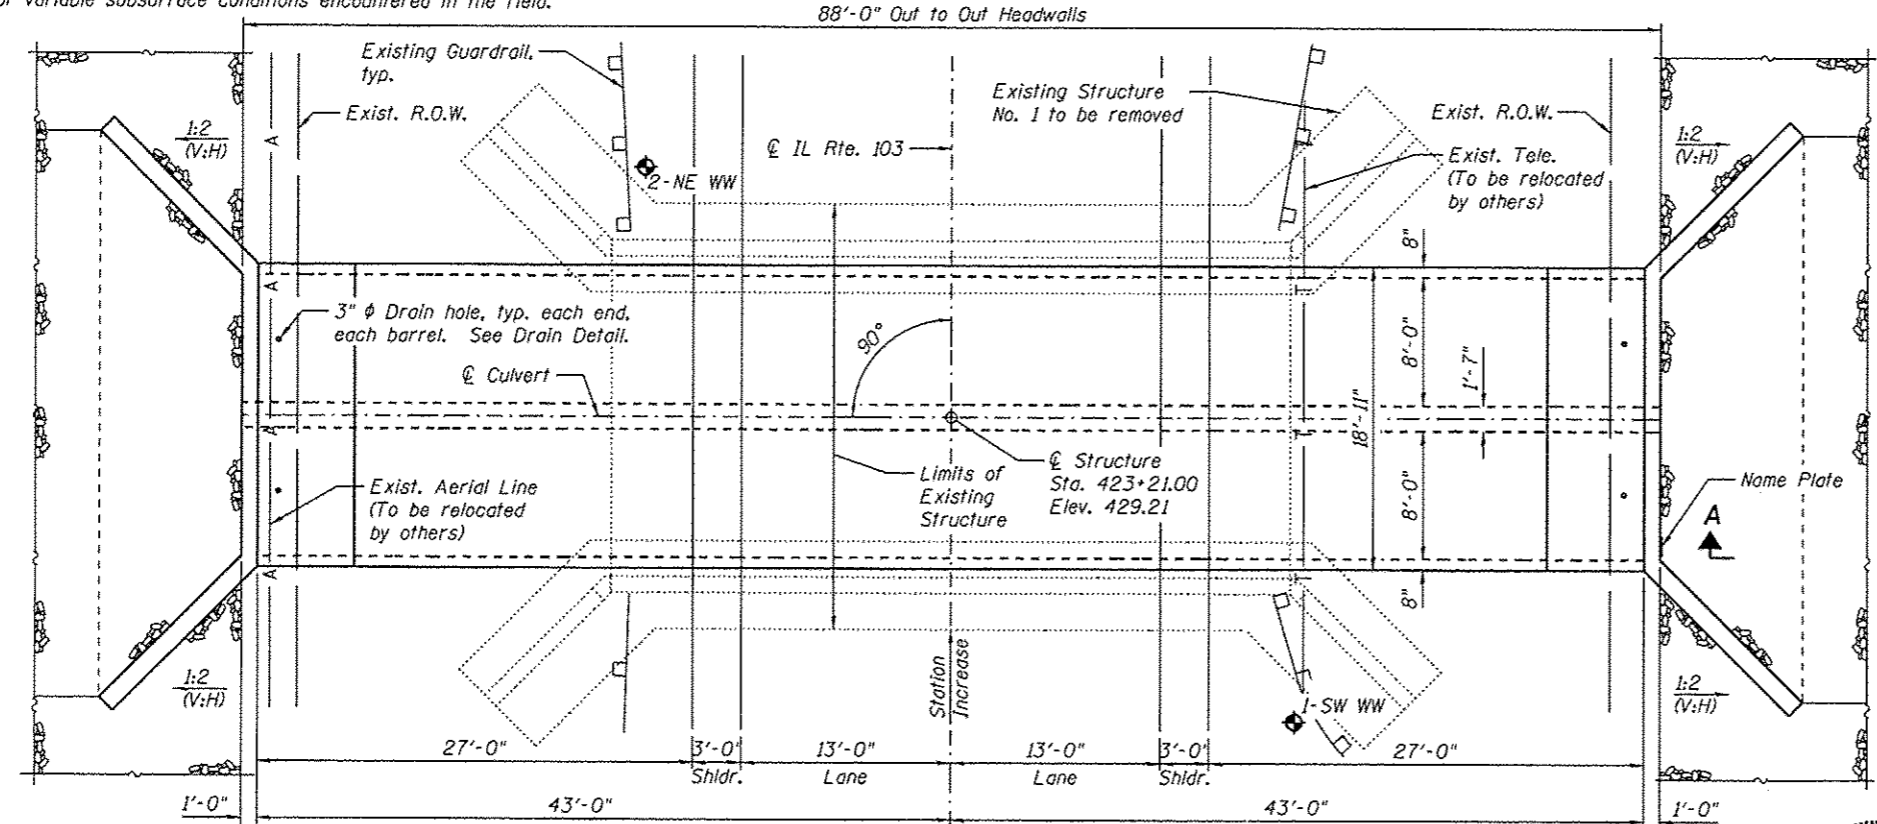 or variable subsurface conditions encountered in the field.
88'-0" Out to Out Headwalls
Existing Guardrail,
typ.
Exist. R.O.W.
1:2
(V:H)
A
2-NE WW
℄ IL Rte. 103
Existing Structure
No. 1 to be removed
Exist. R.O.W.
Exist. Tele.
(To be relocated
by others)
1:2
(V:H)
A
3" ϕ Drain hole, typ. each end,
each barrel. See Drain Detail.
90°
8"
8'-0"
1'-7"
18'-11"
℄ Culvert
A
Limits of
Existing
Structure
℄ Structure
Sta. 423+21.00
Elev. 429.21
8'-0"
Name Plate
A
Exist. Aerial Line
(To be relocated
by others)
A
8"
1:2
(V:H)
Station
Increase
1-SW WW
1:2
(V:H)
27'-0"
3'-0"
13'-0"
13'-0"
3'-0"
27'-0"
Shldr.
Lane
Lane
Shldr.
1'-0"
43'-0"
43'-0"
1'-0"